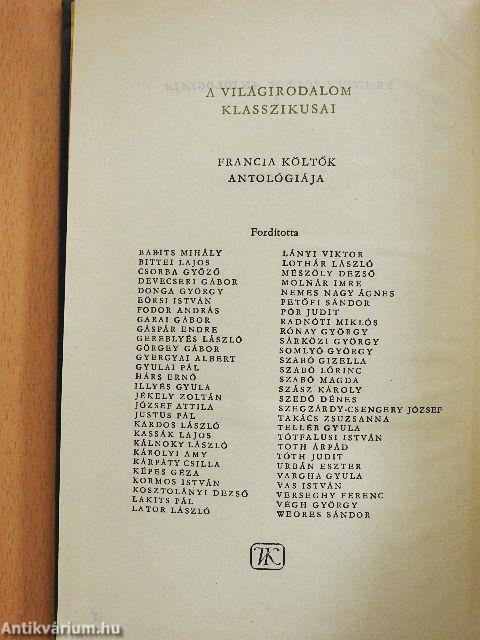 A VILÁGIRODALOM
KLASSZIKUSAI
FRANCIA KÖLTŐK
ANTOLÓGIÁJA
Fordította
BABITS MIHÁLY
BITTEI LAJOS
CSORBA GYŐZŐ
DEVECSERI GÁBOR
DONGA GYÖRGY
EÖRSI ISTVÁN
FODOR ANDRÁS
GARAI GÁBOR
GÁSPÁR ENDRE
GEREBLYÉS LÁSZLÓ
GÖRGEY GÁBOR
GYERGYAI ALBERT
GYULAI PÁL
HÁRS ERNŐ
ILLYÉS GYULA
JÉKELY ZOLTÁN
JÓZSEF ATTILA
JUSTUS PÁL
KARDOS LÁSZLÓ
KASSÁK LAJOS
KÁLNOKY LÁSZLÓ
KÁROLYI AMY
KÁRPÁTY CSILLA
KÉPES GÉZA
KORMOS ISTVÁN
KOSZTOLÁNYI DEZSŐ
LAKITS PÁL
LATOR LÁSZLÓ
LÁNYI VIKTOR
LOTHÁR LÁSZLÓ
MÉSZÖLY DEZSŐ
MOLNÁR IMRE
NEMES NAGY ÁGNES
PETŐFI SÁNDOR
PÓR JUDIT
RADNÓTI MIKLÓS
RÓNAY GYÖRGY
SÁRKÖZI GYÖRGY
SOMLYÓ GYÖRGY
SZABÓ GIZELLA
SZABÓ LŐRINC
SZABÓ MAGDA
SZÁSZ KÁROLY
SZEDŐ DÉNES
SZEGZÁRDY-CSENGERY JÓZSEF
TAKÁCS ZSUZSANNA
TELLÉR GYULA
TÓTFALUSI ISTVÁN
TÓTH ÁRPÁD
TÓTH JUDIT
URBÁN ESZTER
VARGHA GYULA
VAS ISTVÁN
VERSEGHY FERENC
VÉGH GYÖRGY
WEÖRES SÁNDOR
Antikvárium.hu